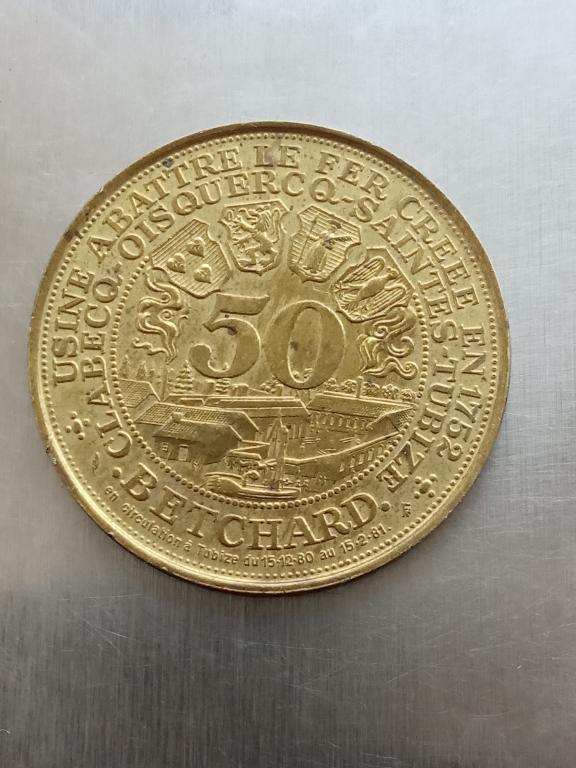 USINE A BATTRE LE FER CREEE EN 1752
CLABECQ-OISQUERCQ-SAINTES-TUBIZE
50
·BETCHARD·
en circulation à Tubize du 15·12·80 au 15·2·81.